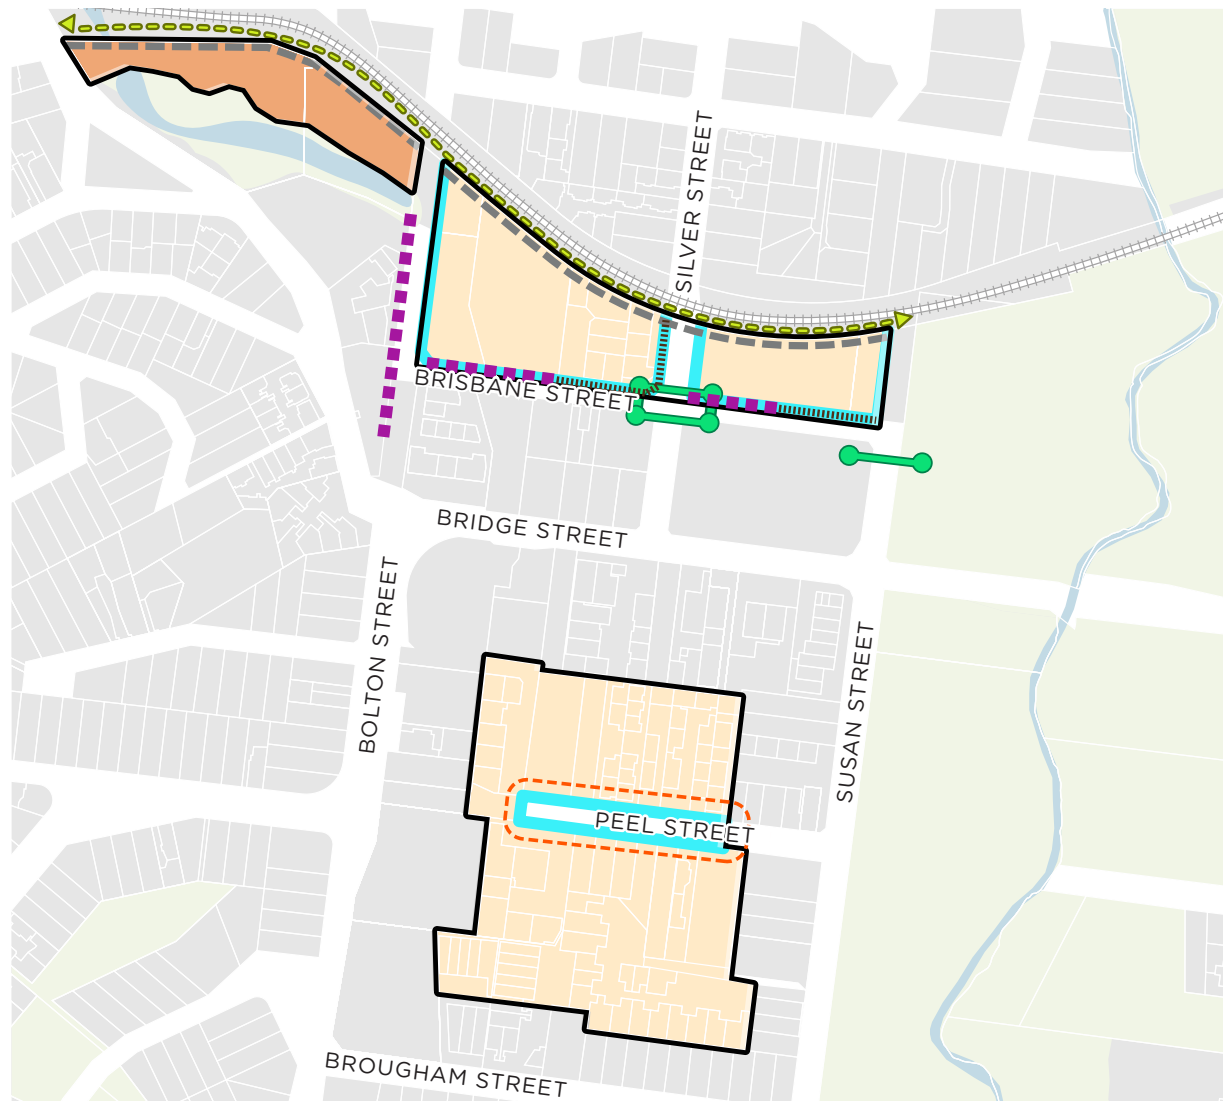 SILVER STREET
BRISBANE STREET
BRIDGE STREET
BOLTON STREET
SUSAN STREET
PEEL STREET
BROUGHAM STREET